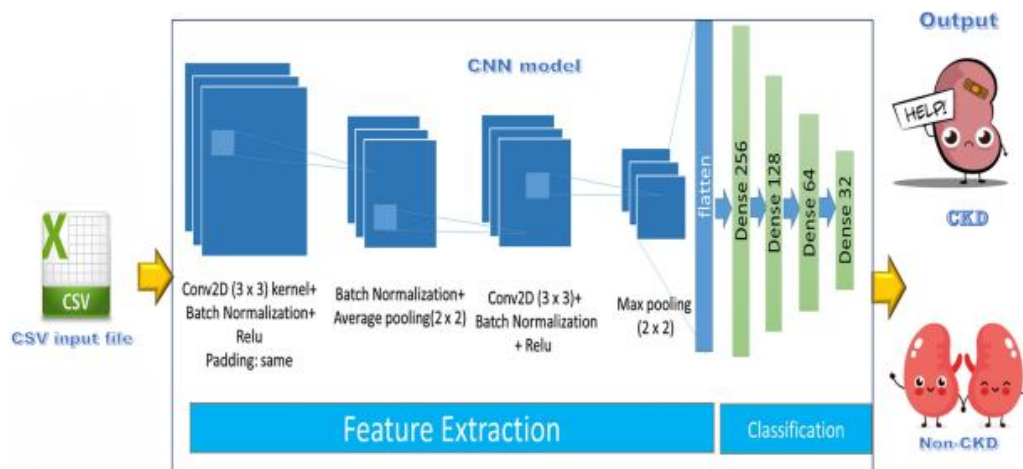 Output
CNN model
HELP!
CKD
X
CSV
CSV input file
Conv2D (3 x 3) kernel+
Batch Normalization+
Relu
Padding: same
Batch Normalization+
Average pooling(2 x 2)
Conv2D (3 x 3)+
Batch Normalization
+ Relu
Max pooling
(2 x 2)
flatten
Dense 256
Dense 128
Dense 64
Dense 32
Feature Extraction
Classification
Non-CKD